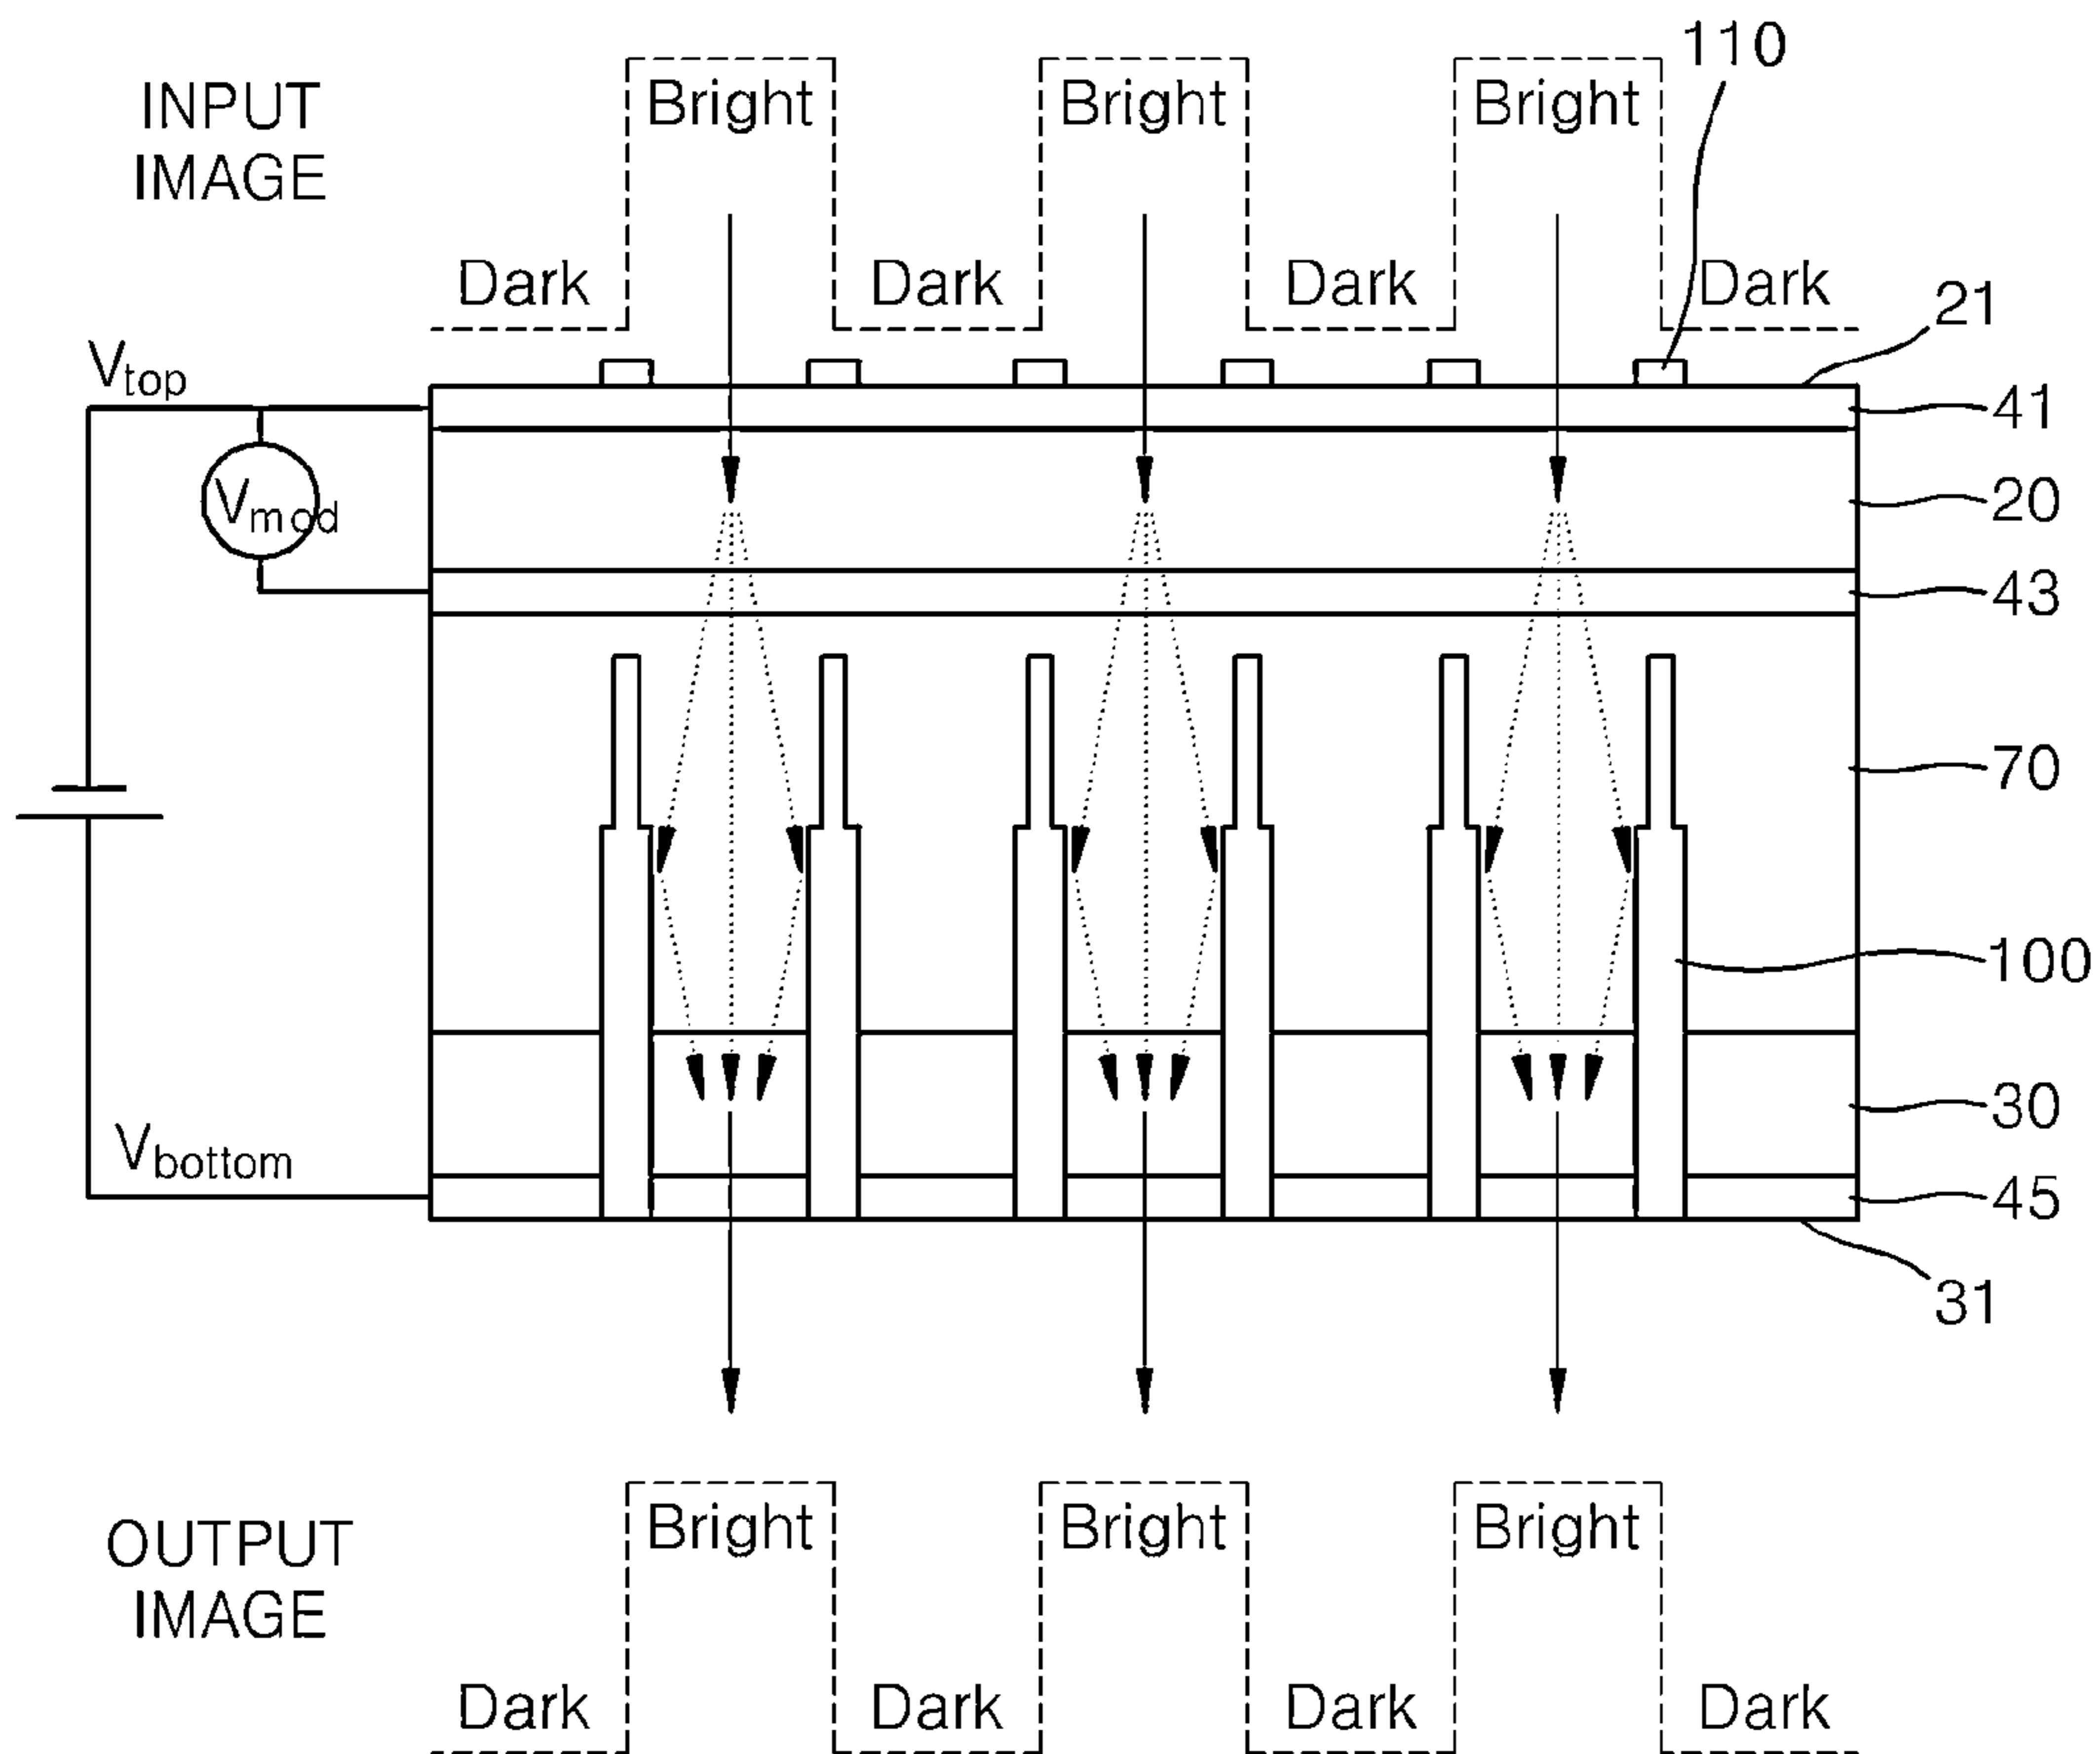 110
INPUT
IMAGE
Bright Bright Bright
Dark Dark Dark Dark
21
Vtop
41
Vmod
20
43
70
100
30
Vbottom
45
31
OUTPUT
IMAGE
Bright Bright Bright
Dark Dark Dark Dark